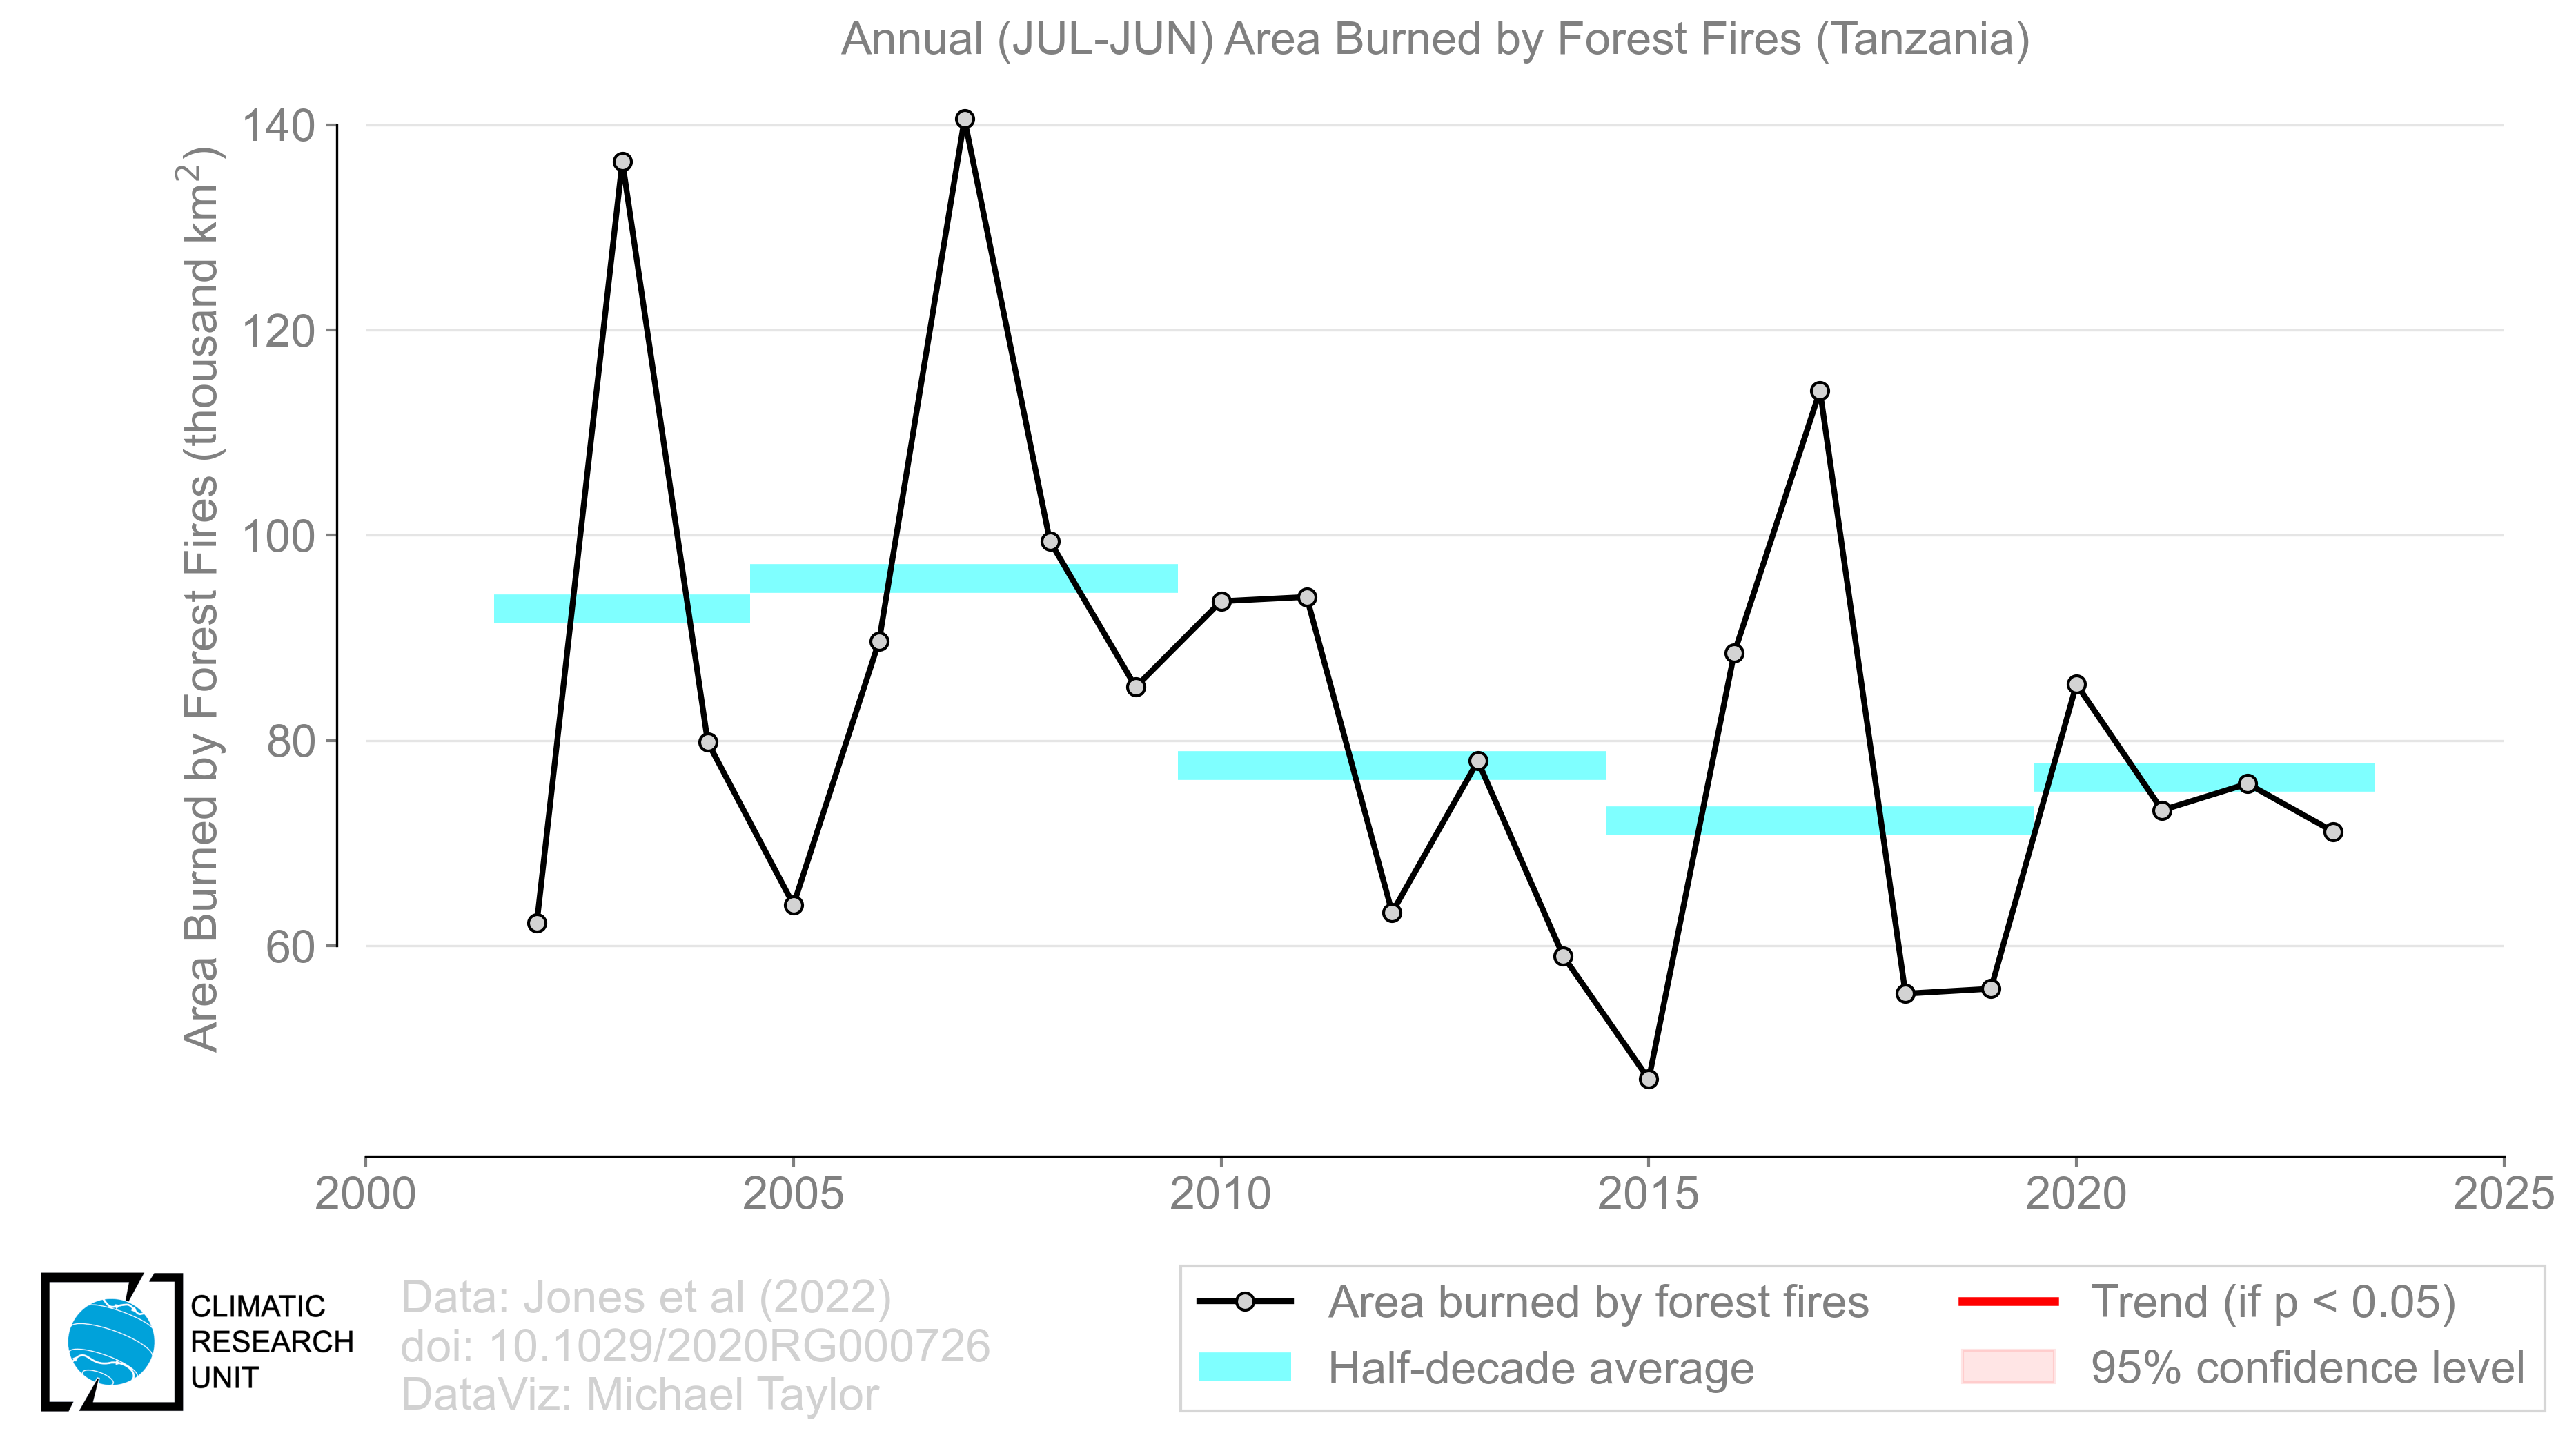 Annual (JUL-JUN) Area Burned by Forest Fires (Tanzania)
Area Burned by Forest Fires (thousand km²)
140
120
100
80
60
2000
2005
2010
2015
2020
2025
CLIMATIC
RESEARCH
UNIT
Data: Jones et al (2022)
doi: 10.1029/2020RG000726
DataViz: Michael Taylor
Area burned by forest fires
Half-decade average
Trend (if p < 0.05)
95% confidence level